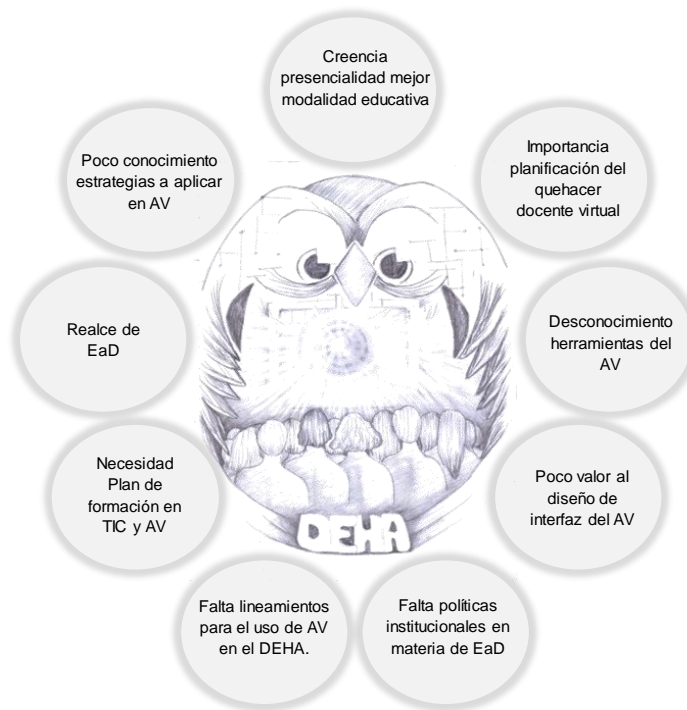 Creencia
presencialidad mejor
modalidad educativa
Importancia
planificación del
quehacer
docente virtual
Desconocimiento
herramientas del
AV
Poco valor al
diseño de
interfaz del AV
Falta políticas
institucionales en
materia de EaD
Falta lineamientos
para el uso de AV
en el DEHA.
Necesidad
Plan de
formación en
TIC y AV
Realce de
EaD
Poco conocimiento
estrategias a aplicar
en AV
DEHA